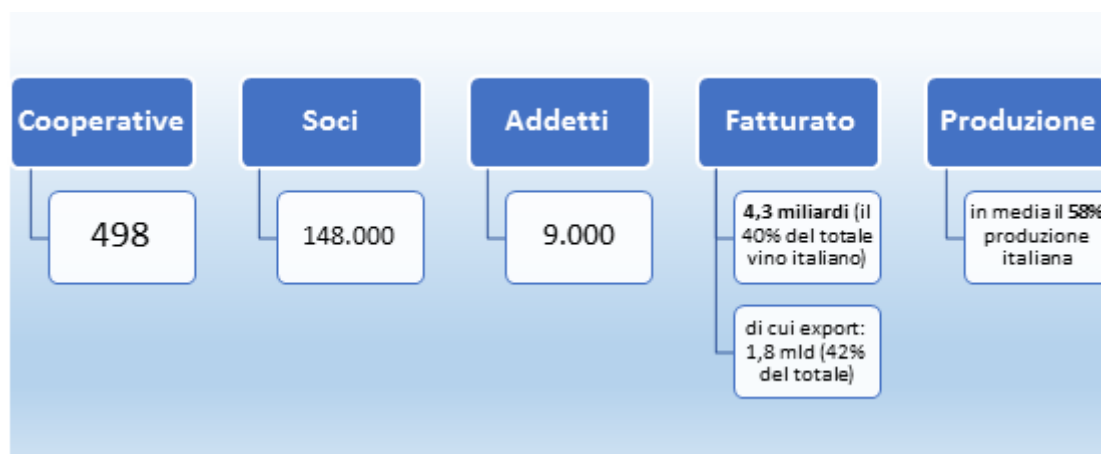 Cooperative
498
Soci
148.000
Addetti
9.000
Fatturato
4,3 miliardi (il
40% del totale
vino italiano)
di cui export:
1,8 mld (42%
del totale)
Produzione
in media il 58%
produzione
italiana